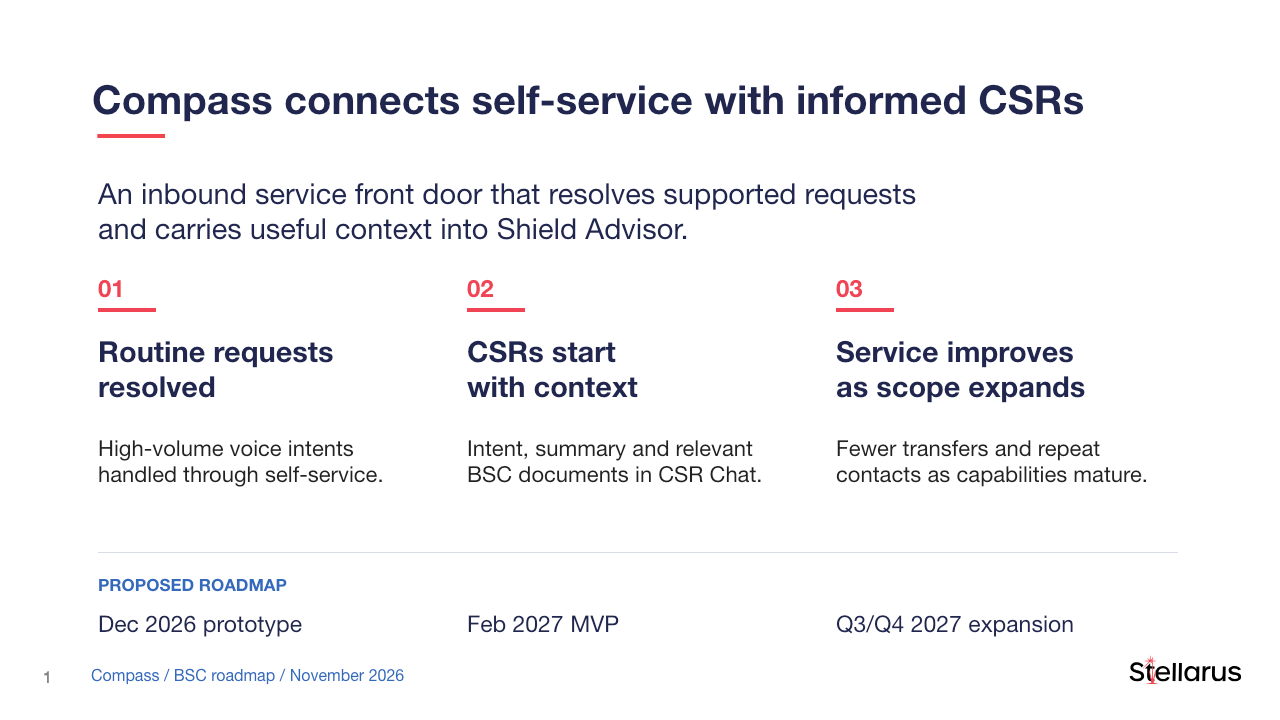 Compass connects self-service with informed CSRs
An inbound service front door that resolves supported requests
and carries useful context into Shield Advisor.
01
Routine requests
resolved
High-volume voice intents
handled through self-service.
02
CSRs start
with context
Intent, summary and relevant
BSC documents in CSR Chat.
03
Service improves
as scope expands
Fewer transfers and repeat
contacts as capabilities mature.
PROPOSED ROADMAP
Dec 2026 prototype
Feb 2027 MVP
Q3/Q4 2027 expansion
1
Compass / BSC roadmap / November 2026
Stellarus